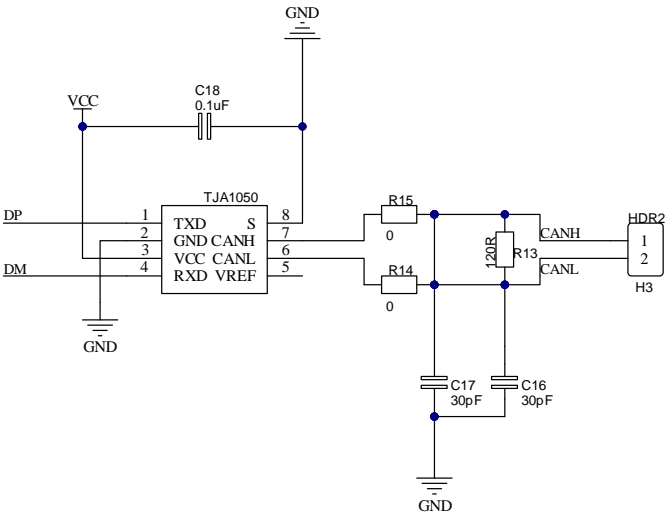 GND
C18
0.1uF
VCC
TJA1050
DP
1
TXD
S
8
2
GND
CANH
7
3
VCC
CANL
6
DM
4
RXD
VREF
5
GND
R15
0
R14
0
120R
R13
CANH
CANL
HDR2
1
2
H3
C17
30pF
C16
30pF
GND